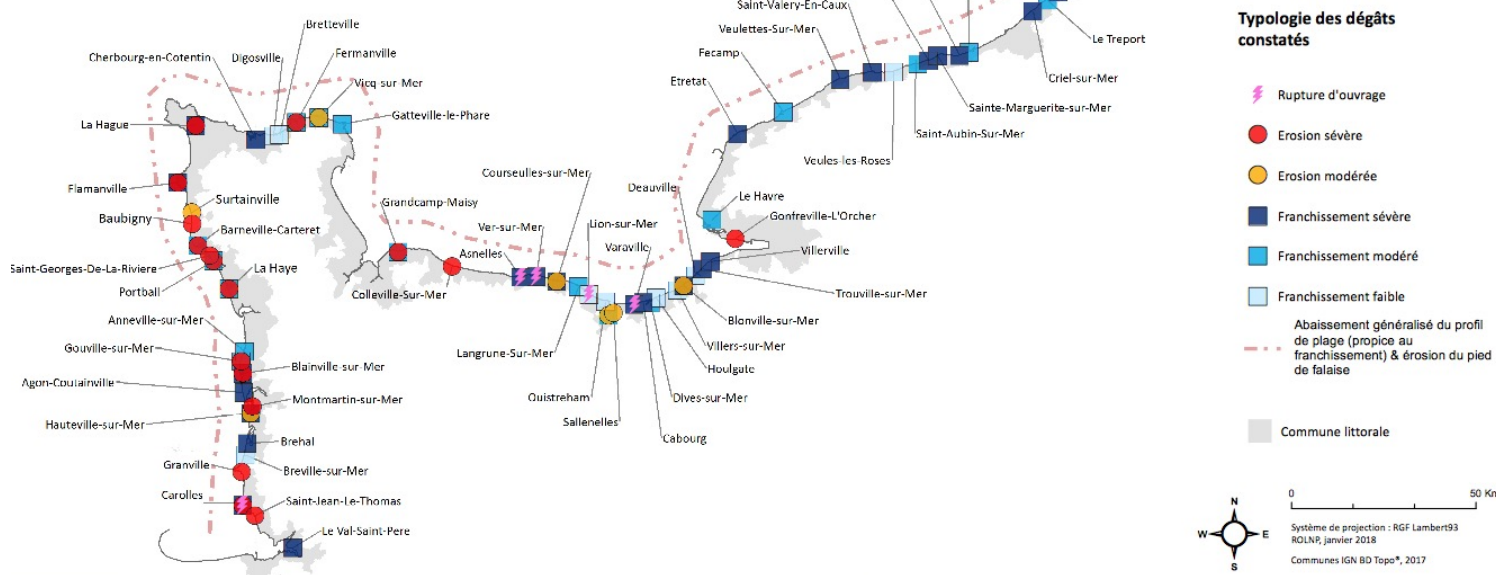 Saint-Valery-En-Caux
Veulettes-Sur-Mer
Fecamp
Etretat
Le Treport
Criel-sur-Mer
Sainte-Marguerite-sur-Mer
Saint-Aubin-Sur-Mer
Veules-les-Roses
Bretteville
Cherbourg-en-Cotentin
Digosville
Fermanville
Vicq-sur-Mer
Gatteville-le-Phare
La Hague
Flamanville
Surtainville
Baubigny
Barneville-Carteret
Saint-Georges-De-La-Riviere
Portball
La Haye
Anneville-sur-Mer
Gouville-sur-Mer
Blainville-sur-Mer
Agon-Coutainville
Montmartin-sur-Mer
Hauteville-sur-Mer
Brehal
Granville
Breville-sur-Mer
Carolles
Saint-Jean-Le-Thomas
Le Val-Saint-Pere
Courseulles-sur-Mer
Grandcamp-Maisy
Ver-sur-Mer
Lion-sur-Mer
Asnelles
Varaville
Deauville
Le Havre
Gonfreville-L'Orcher
Villerville
Colleville-Sur-Mer
Trouville-sur-Mer
Blonville-sur-Mer
Langrune-Sur-Mer
Villers-sur-Mer
Houlgate
Ouistreham
Dives-sur-Mer
Sallenelles
Cabourg
Typologie des dégâts
constatés
Rupture d'ouvrage
Erosion sévère
Erosion modérée
Franchissement sévère
Franchissement modéré
Franchissement faible
Abaissement généralisé du profil
de plage (propice au
franchissement) & érosion du pied
de falaise
Commune littorale
N
W
E
S
0
50 Km
Système de projection : RGF Lambert93
ROLNP, janvier 2018
Communes IGN BD Topo®, 2017